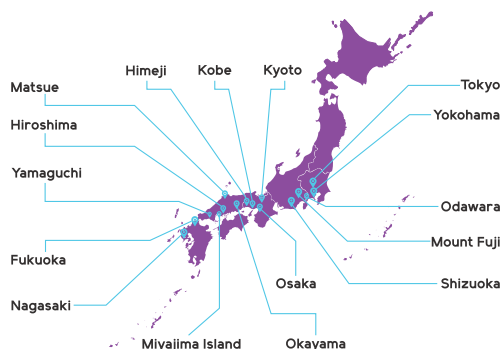 Himeji
Kobe
Kyoto
Matsue
Tokyo
Hiroshima
Yokohama
Yamaguchi
Odawara
Mount Fuji
Fukuoka
Osaka
Shizuoka
Nagasaki
Miyajima Island
Okayama